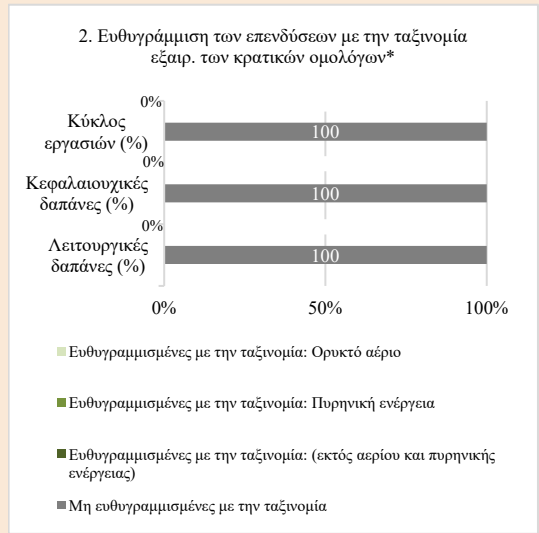 2. Ευθυγράμμιση των επενδύσεων με την ταξινομία
εξαιρ. των κρατικών ομολόγων*
0%
Κύκλος
εργασιών (%)
100
0%
Κεφαλαιουχικές
δαπάνες (%)
100
0%
Λειτουργικές
δαπάνες (%)
100
0% 50% 100%
Ευθυγραμμισμένες με την ταξινομία: Ορυκτό αέριο
Ευθυγραμμισμένες με την ταξινομία: Πυρηνική ενέργεια
Ευθυγραμμισμένες με την ταξινομία: (εκτός αερίου και πυρηνικής
ενέργειας)
Μη ευθυγραμμισμένες με την ταξινομία